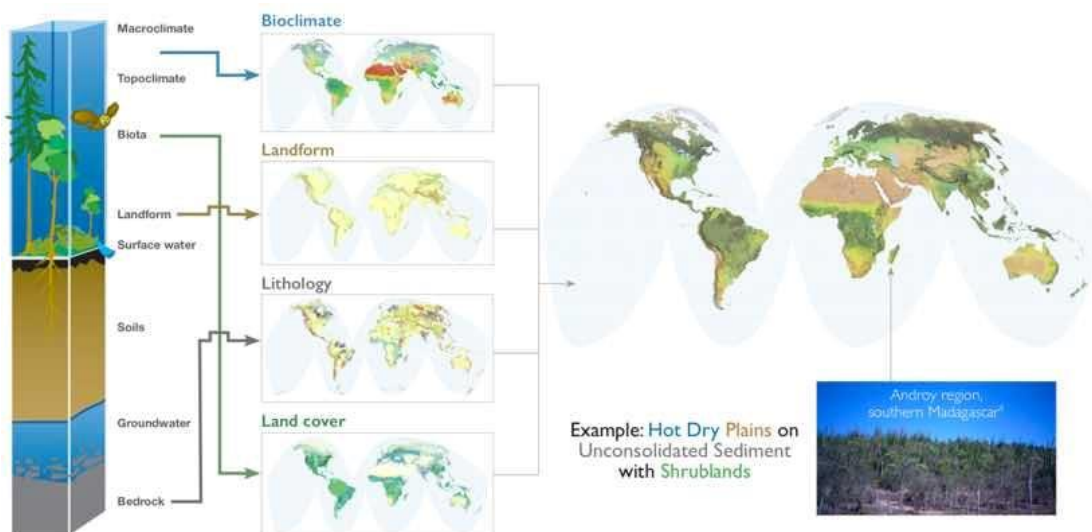 Macroclimate
Topoclimate
Biota
Landform
Surface water
Soils
Groundwater
Bedrock
Bioclimate
Landform
Lithology
Land cover
Example: Hot Dry Plains on
Unconsolidated Sediment
with Shrublands
Androy region,
southern Madagascar